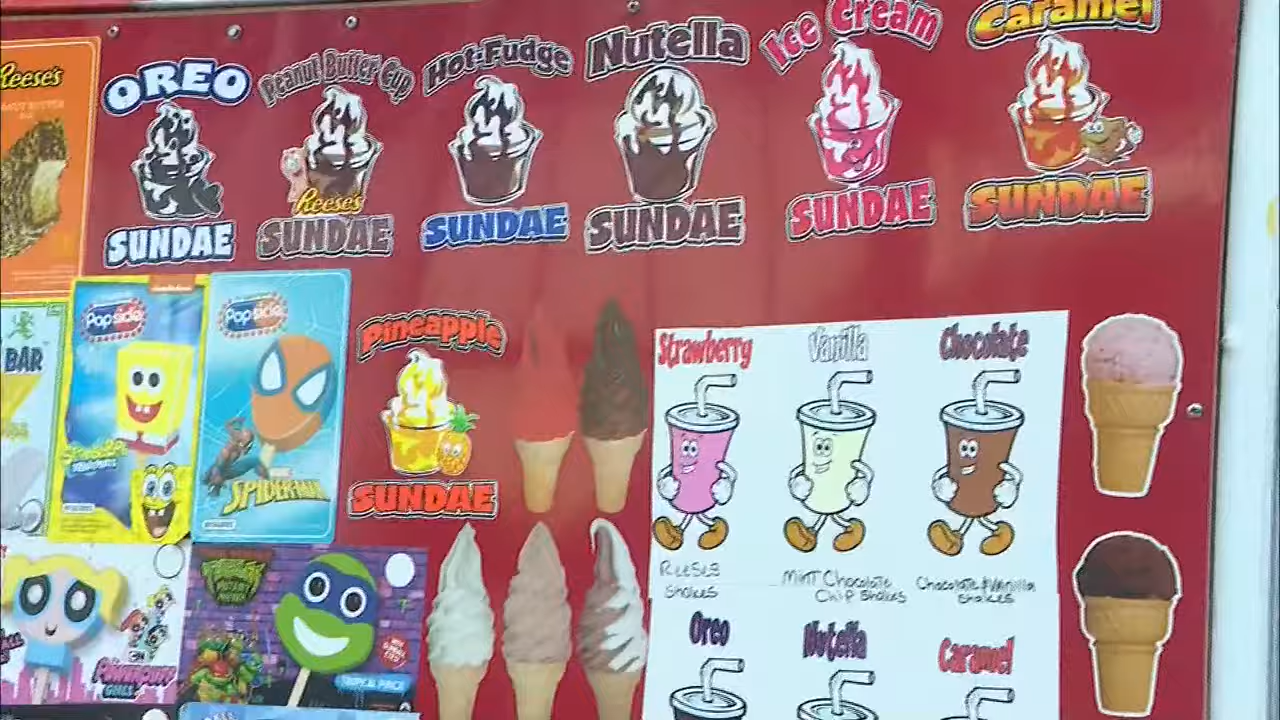 Reese's
OREO
SUNDAE
Peanut Butter Cup
Reese's
SUNDAE
Hot Fudge
SUNDAE
Nutella
SUNDAE
Ice Cream
SUNDAE
Caramel
SUNDAE
BAR
Popsicle
Popsicle
SPIDER-MAN
Pineapple
SUNDAE
Strawberry
Vanilla
Chocolate
Reeses
Shakes
Mint Chocolate
Chip Shakes
Chocolate & Vanilla
Shakes
Oreo
Nutella
Caramel